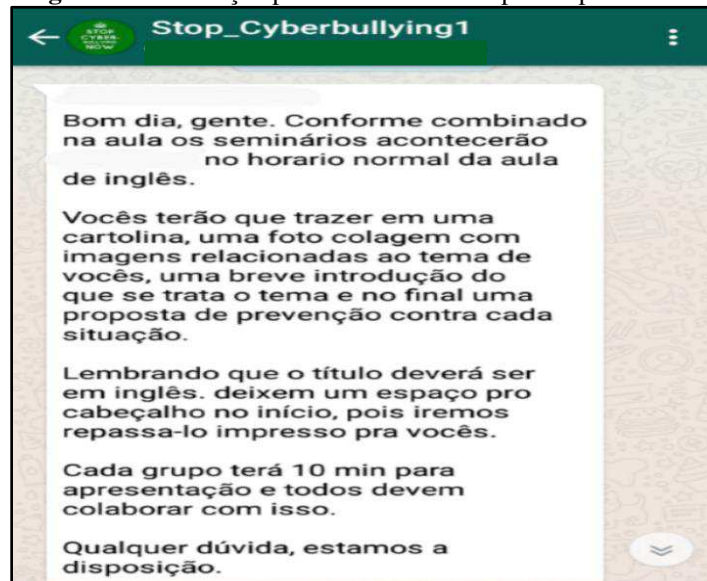 Stop_Cyberbullying1
STOP
CYBER-
NOW
Bom dia, gente. Conforme combinado
na aula os seminários acontecerão
no horario normal da aula
de inglês.
Vocês terão que trazer em uma
cartolina, uma foto colagem com
imagens relacionadas ao tema de
vocês, uma breve introdução do
que se trata o tema e no final uma
proposta de prevenção contra cada
situação.
Lembrando que o título deverá ser
em inglês. deixem um espaço pro
cabeçalho no início, pois iremos
repassa-lo impresso pra vocês.
Cada grupo terá 10 min para
apresentação e todos devem
colaborar com isso.
Qualquer dúvida, estamos a
disposição.